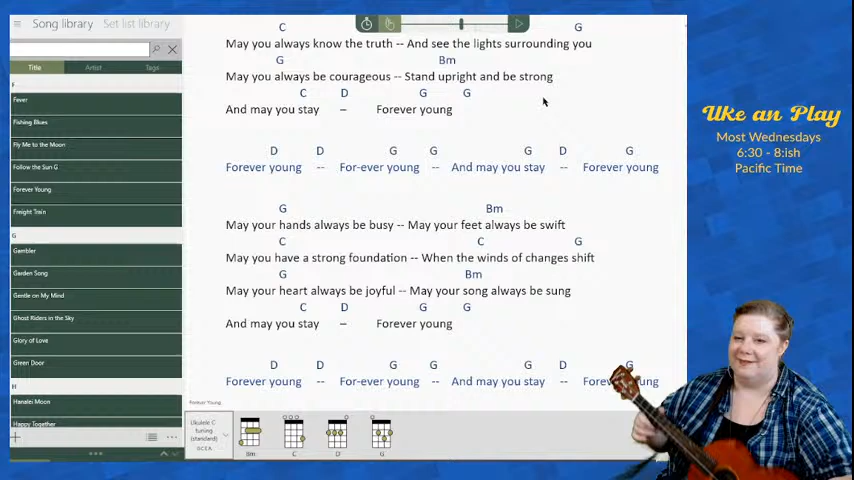 Song library Set list library
Title Artist Tags
F
Fever
Fishing Blues
Fly Me to the Moon
Follow the Sun G
Forever Young
Freight Train
G
Gambler
Garden Song
Gentle on My Mind
Ghost Riders in the Sky
Glory of Love
Green Door
H
Hanalei Moon
Happy Together
C G
May you always know the truth -- And see the lights surrounding you
G Bm
May you always be courageous -- Stand upright and be strong
C D G G
And may you stay – Forever young
D D G G G D G
Forever young -- For-ever young -- And may you stay -- Forever young
G Bm
May your hands always be busy -- May your feet always be swift
C C G
May you have a strong foundation -- When the winds of changes shift
G Bm
May your heart always be joyful -- May your song always be sung
C D G G
And may you stay – Forever young
D D G G G D G
Forever young -- For-ever young -- And may you stay -- Forever young
Forever Young
Ukulele C
tuning
(standard)
GCEA
Bm C D G
Uke an Play
Most Wednesdays
6:30 - 8:ish
Pacific Time